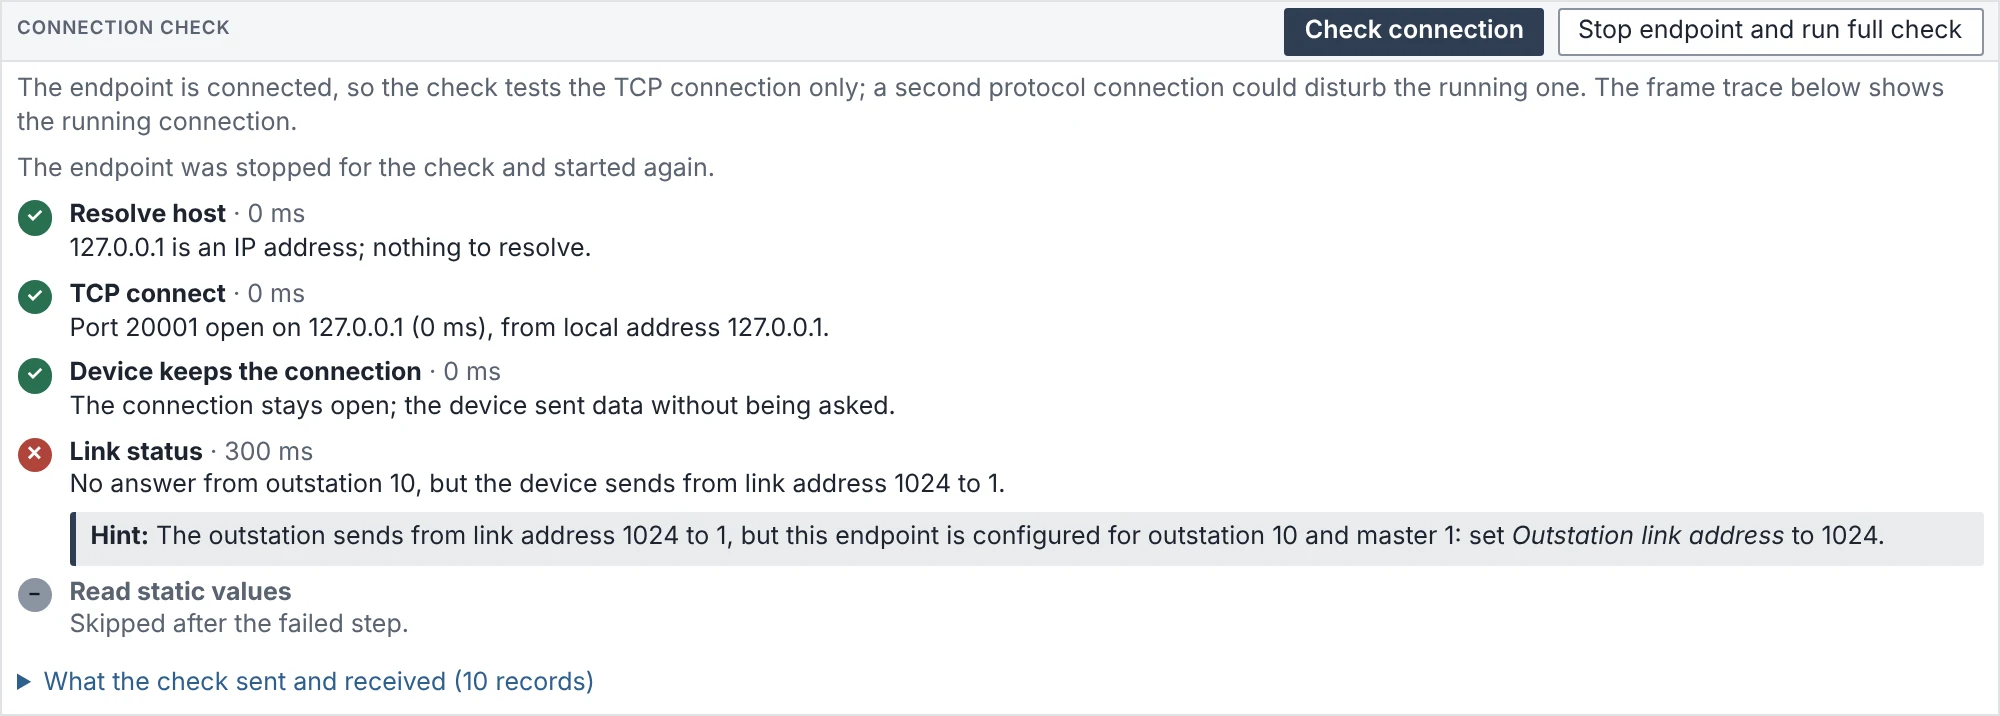 CONNECTION CHECK
Check connection
Stop endpoint and run full check
The endpoint is connected, so the check tests the TCP connection only; a second protocol connection could disturb the running one. The frame trace below shows
the running connection.
The endpoint was stopped for the check and started again.
Resolve host · 0 ms
127.0.0.1 is an IP address; nothing to resolve.
TCP connect · 0 ms
Port 20001 open on 127.0.0.1 (0 ms), from local address 127.0.0.1.
Device keeps the connection · 0 ms
The connection stays open; the device sent data without being asked.
Link status · 300 ms
No answer from outstation 10, but the device sends from link address 1024 to 1.
Hint: The outstation sends from link address 1024 to 1, but this endpoint is configured for outstation 10 and master 1: set Outstation link address to 1024.
Read static values
Skipped after the failed step.
What the check sent and received (10 records)